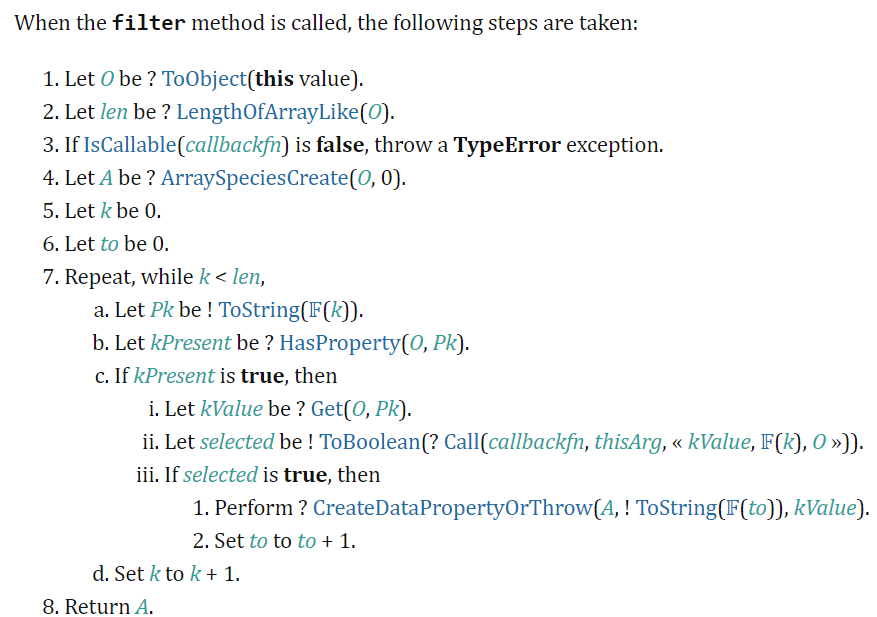 When the filter method is called, the following steps are taken:
1. Let O be ? ToObject(this value).
2. Let len be ? LengthOfArrayLike(O).
3. If IsCallable(callbackfn) is false, throw a TypeError exception.
4. Let A be ? ArraySpeciesCreate(O, 0).
5. Let k be 0.
6. Let to be 0.
7. Repeat, while k < len,
a. Let Pk be ! ToString(𝔽(k)).
b. Let kPresent be ? HasProperty(O, Pk).
c. If kPresent is true, then
i. Let kValue be ? Get(O, Pk).
ii. Let selected be ! ToBoolean(? Call(callbackfn, thisArg, « kValue, 𝔽(k), O »)).
iii. If selected is true, then
1. Perform ? CreateDataPropertyOrThrow(A, ! ToString(𝔽(to)), kValue).
2. Set to to to + 1.
d. Set k to k + 1.
8. Return A.